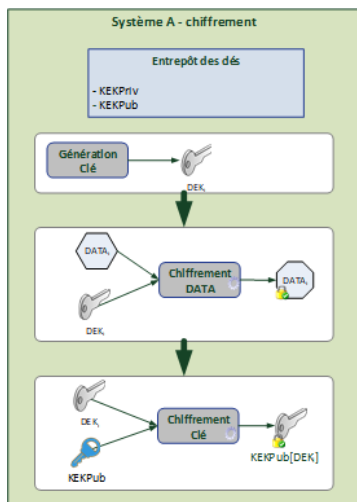 Système A - chiffrement
Entrepôt des clés
- KEKPriv
- KEKPub
Génération
Clé
DEK,
DATA,
Chiffrement
DATA
DATA,
DEK,
DEK,
Chiffrement
Clé
KEKPub
KEKPub[DEK]